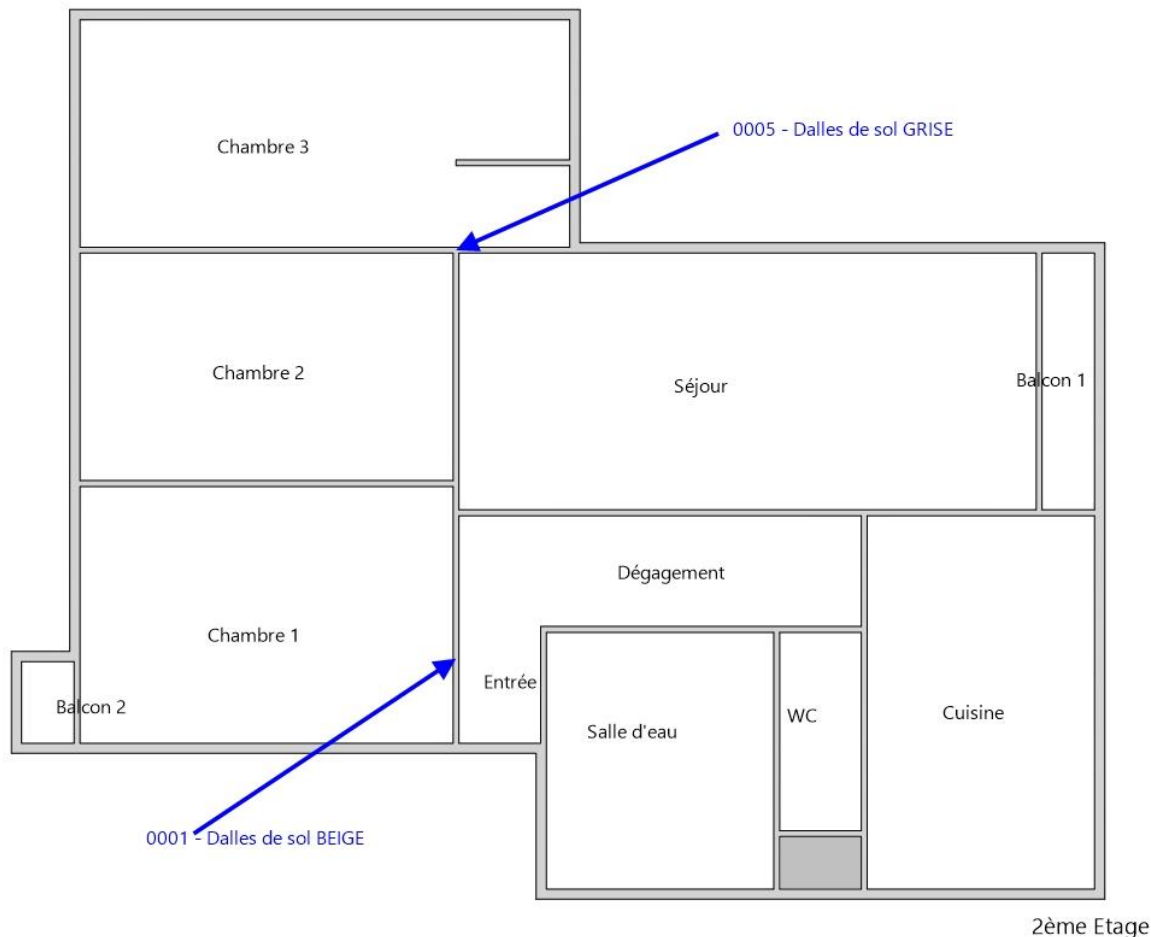 0005 - Dalles de sol GRISE
Chambre 3
Chambre 2
Séjour
Balcon 1
Dégagement
Chambre 1
Entrée
Balcon 2
Salle d'eau
WC
Cuisine
0001 - Dalles de sol BEIGE
2ème Etage